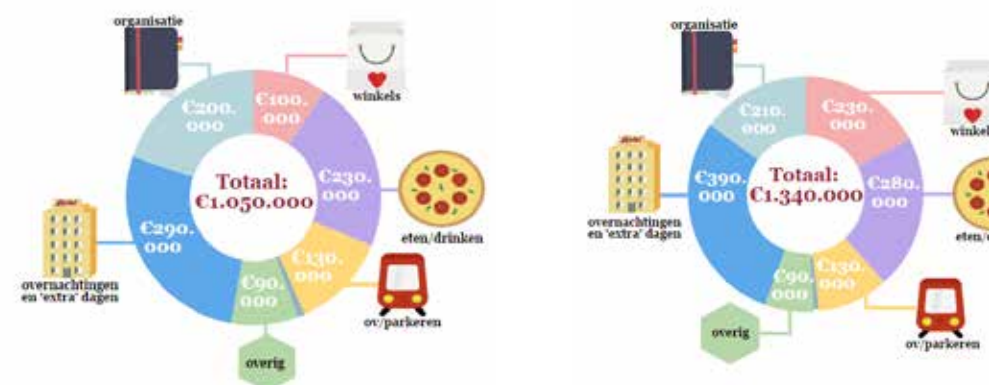 organisatie
€200.
000
€100.
000
winkels
€230.
000
Totaal:
€1.050.000
eten/drinken
€290.
000
€130.
000
€90.
000
overnachtingen
en 'extra' dagen
ov/parkeren
overig
organisatie
€210.
000
€230.
000
winkel
€390.
000
Totaal:
€1.340.000
€280.
000
overnachtingen
en 'extra' dagen
€90.
000
€130.
000
overig
ov/parkeren